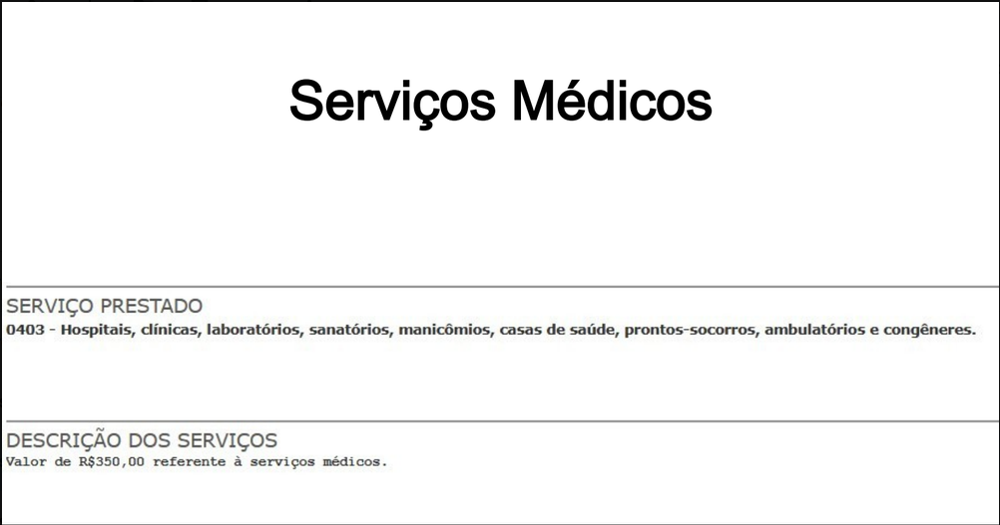 Serviços Médicos
SERVIÇO PRESTADO
0403 - Hospitais, clínicas, laboratórios, sanatórios, manicômios, casas de saúde, prontos-socorros, ambulatórios e congêneres.
DESCRIÇÃO DOS SERVIÇOS
Valor de R$350,00 referente à serviços médicos.